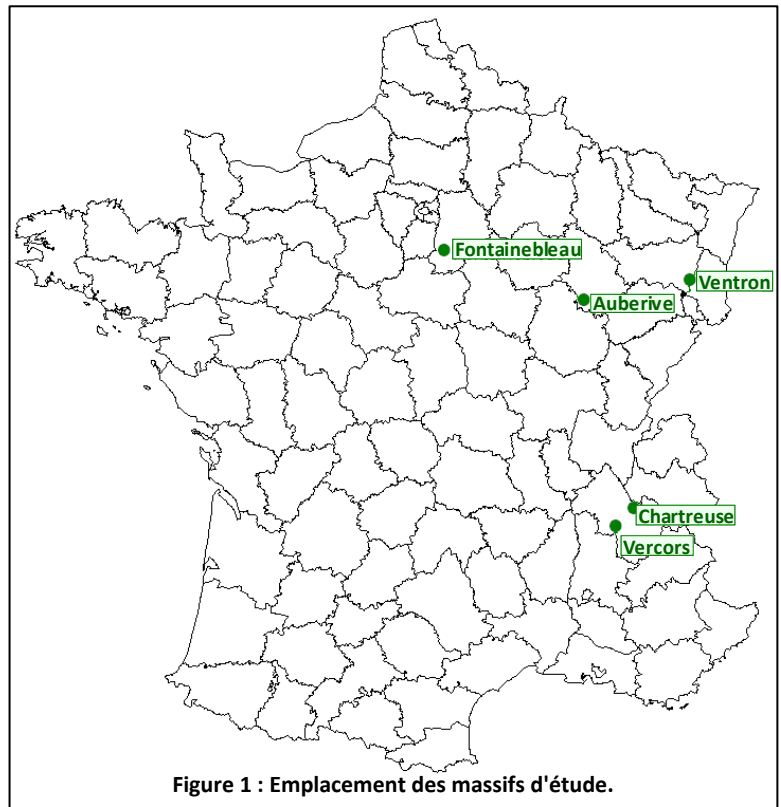 Fontainebleau
Ventron
Auberive
Chartreuse
Vercors
Figure 1 : Emplacement des massifs d'étude.